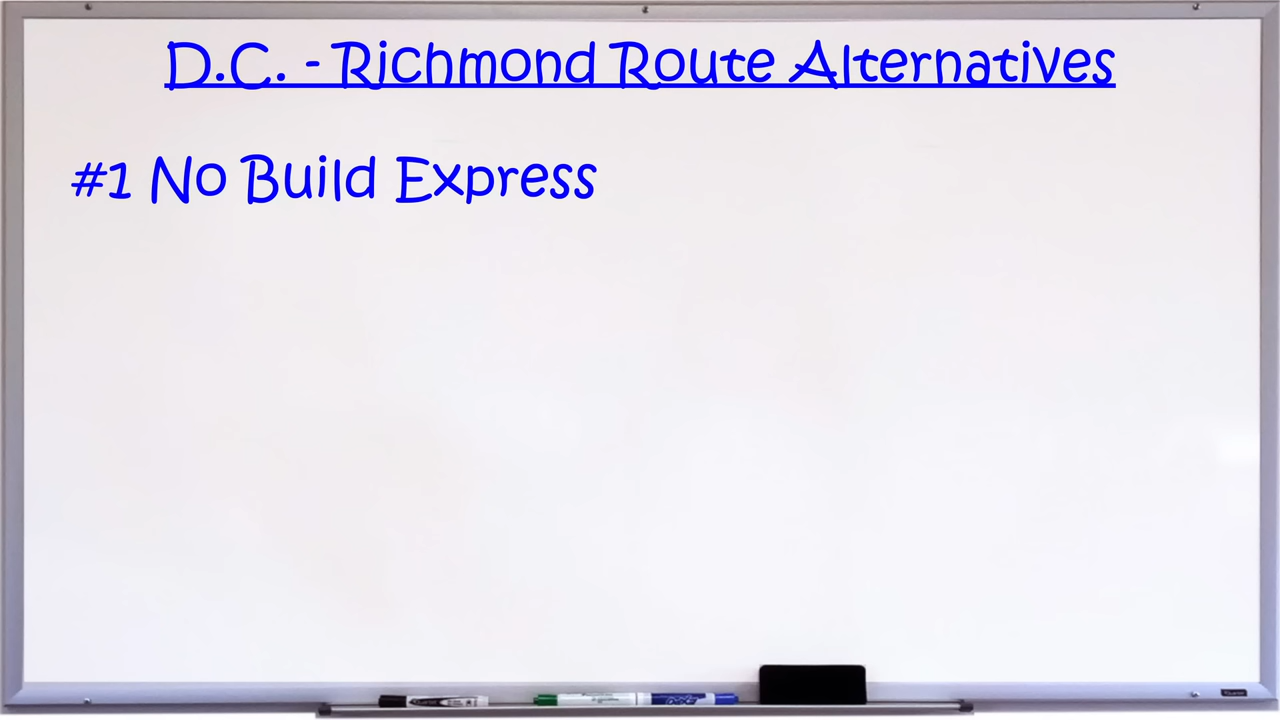 D.C. - Richmond Route Alternatives
#1 No Build Express